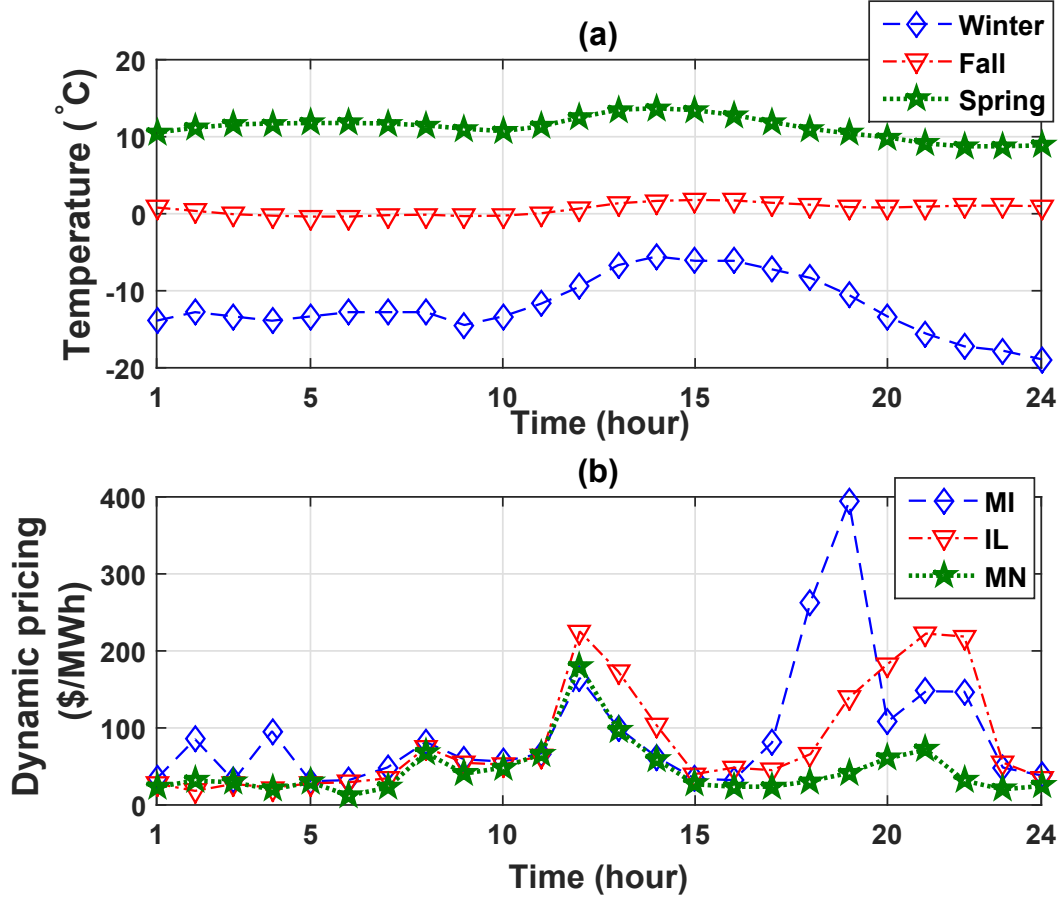 (a)
Winter
Fall
Spring
Temperature (°C)
20
10
0
-10
-20
1
5
10
15
20
24
Time (hour)
(b)
MI
IL
MN
Dynamic pricing
($/MWh)
400
300
200
100
0
1
5
10
15
20
24
Time (hour)